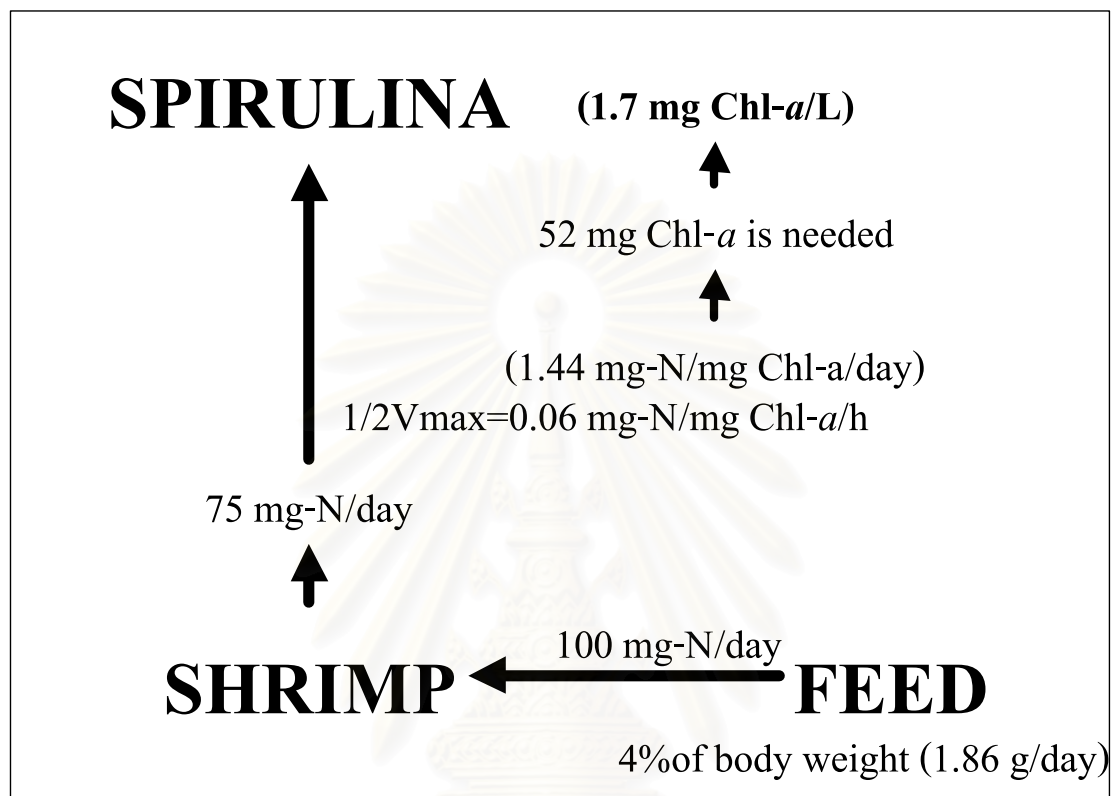 SPIRULINA
(1.7 mg Chl-a/L)
52 mg Chl-a is needed
(1.44 mg-N/mg Chl-a/day)
1/2Vmax=0.06 mg-N/mg Chl-a/h
75 mg-N/day
100 mg-N/day
SHRIMP
FEED
4%of body weight (1.86 g/day)